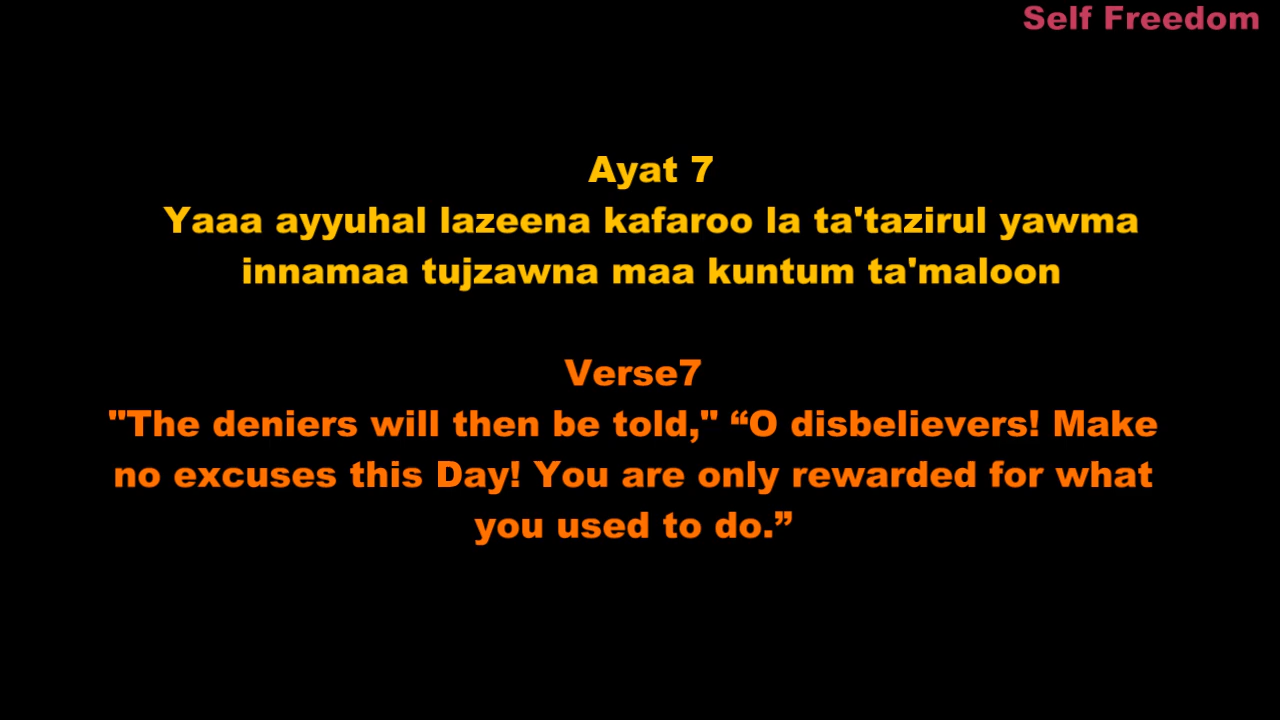 Self Freedom
Ayat 7
Yaaa ayyuhal lazeena kafaroo la ta'tazirul yawma
innamaa tujzawna maa kuntum ta'maloon
Verse7
"The deniers will then be told," “O disbelievers! Make
no excuses this Day! You are only rewarded for what
you used to do.”